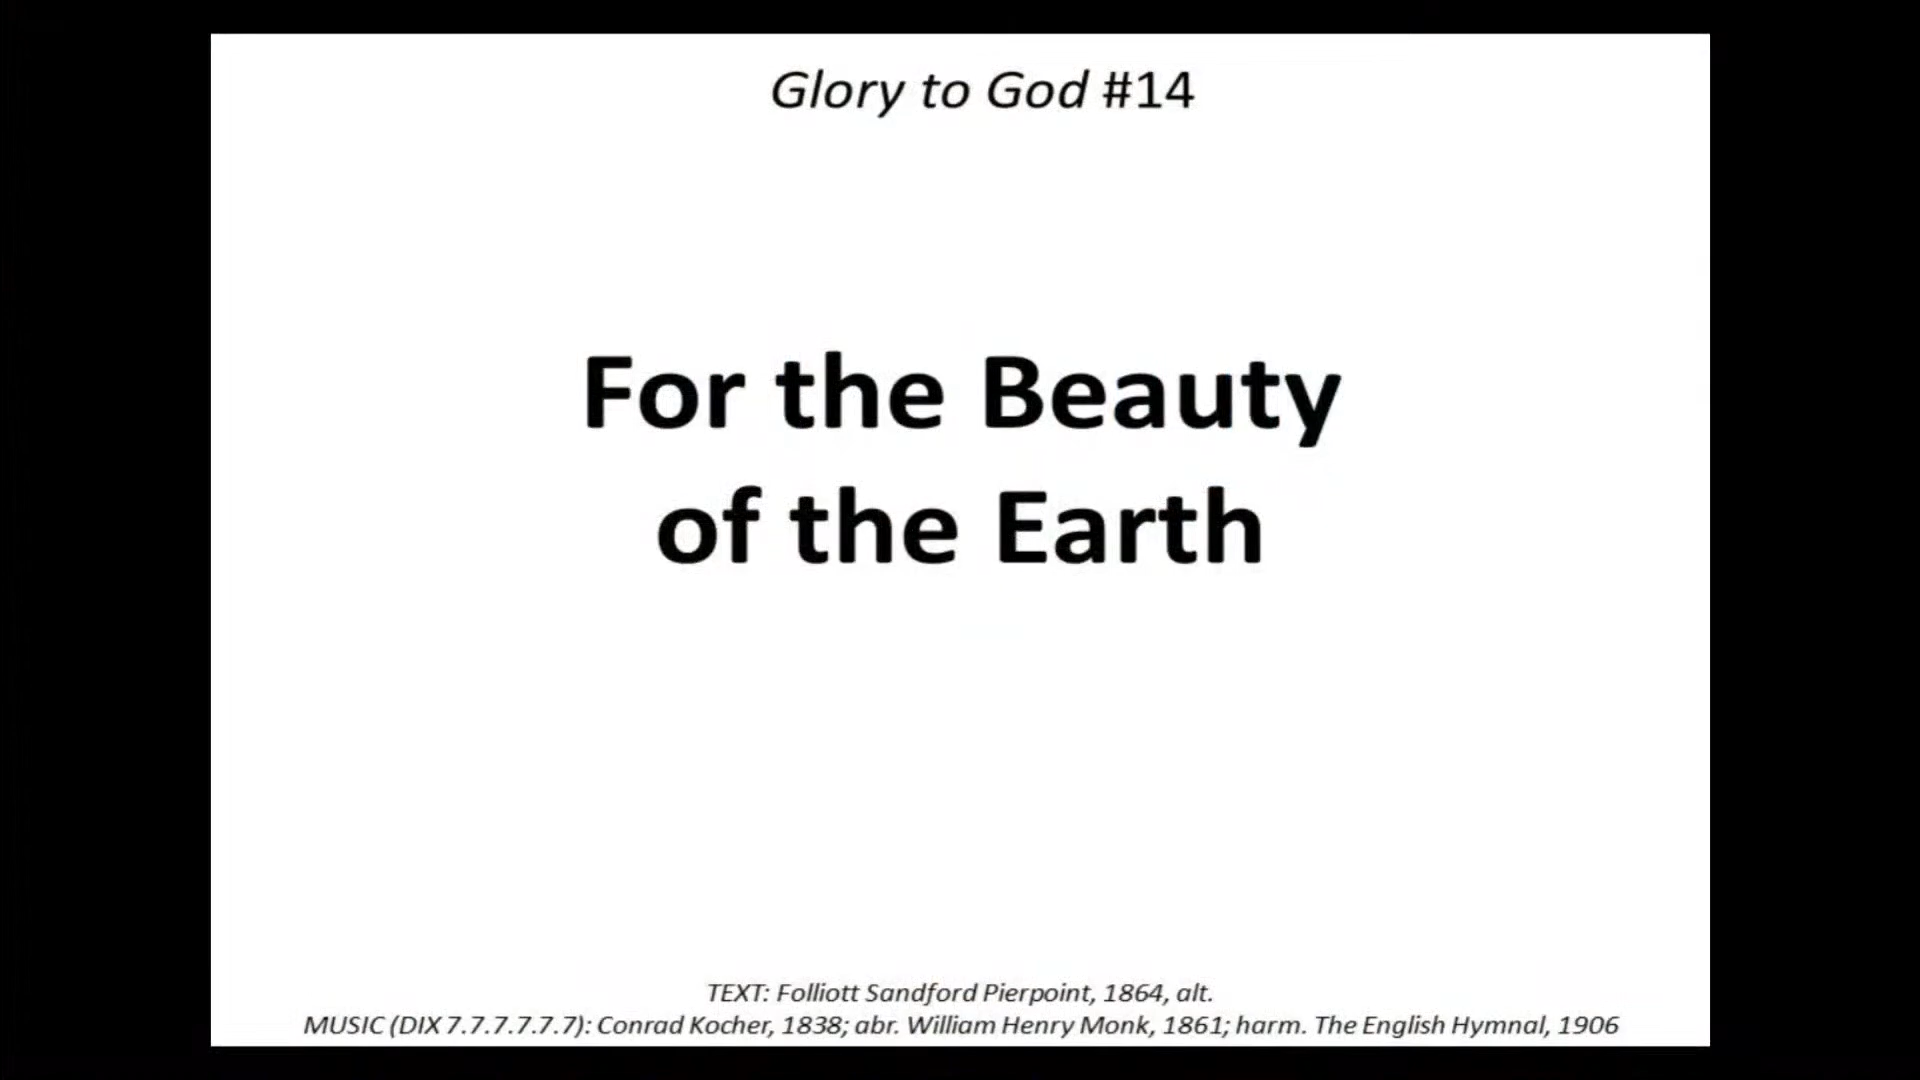 Glory to God #14
For the Beauty
of the Earth
TEXT: Folliott Sandford Pierpoint, 1864, alt.
MUSIC (DIX 7.7.7.7.7.7): Conrad Kocher, 1838; abr. William Henry Monk, 1861; harm. The English Hymnal, 1906